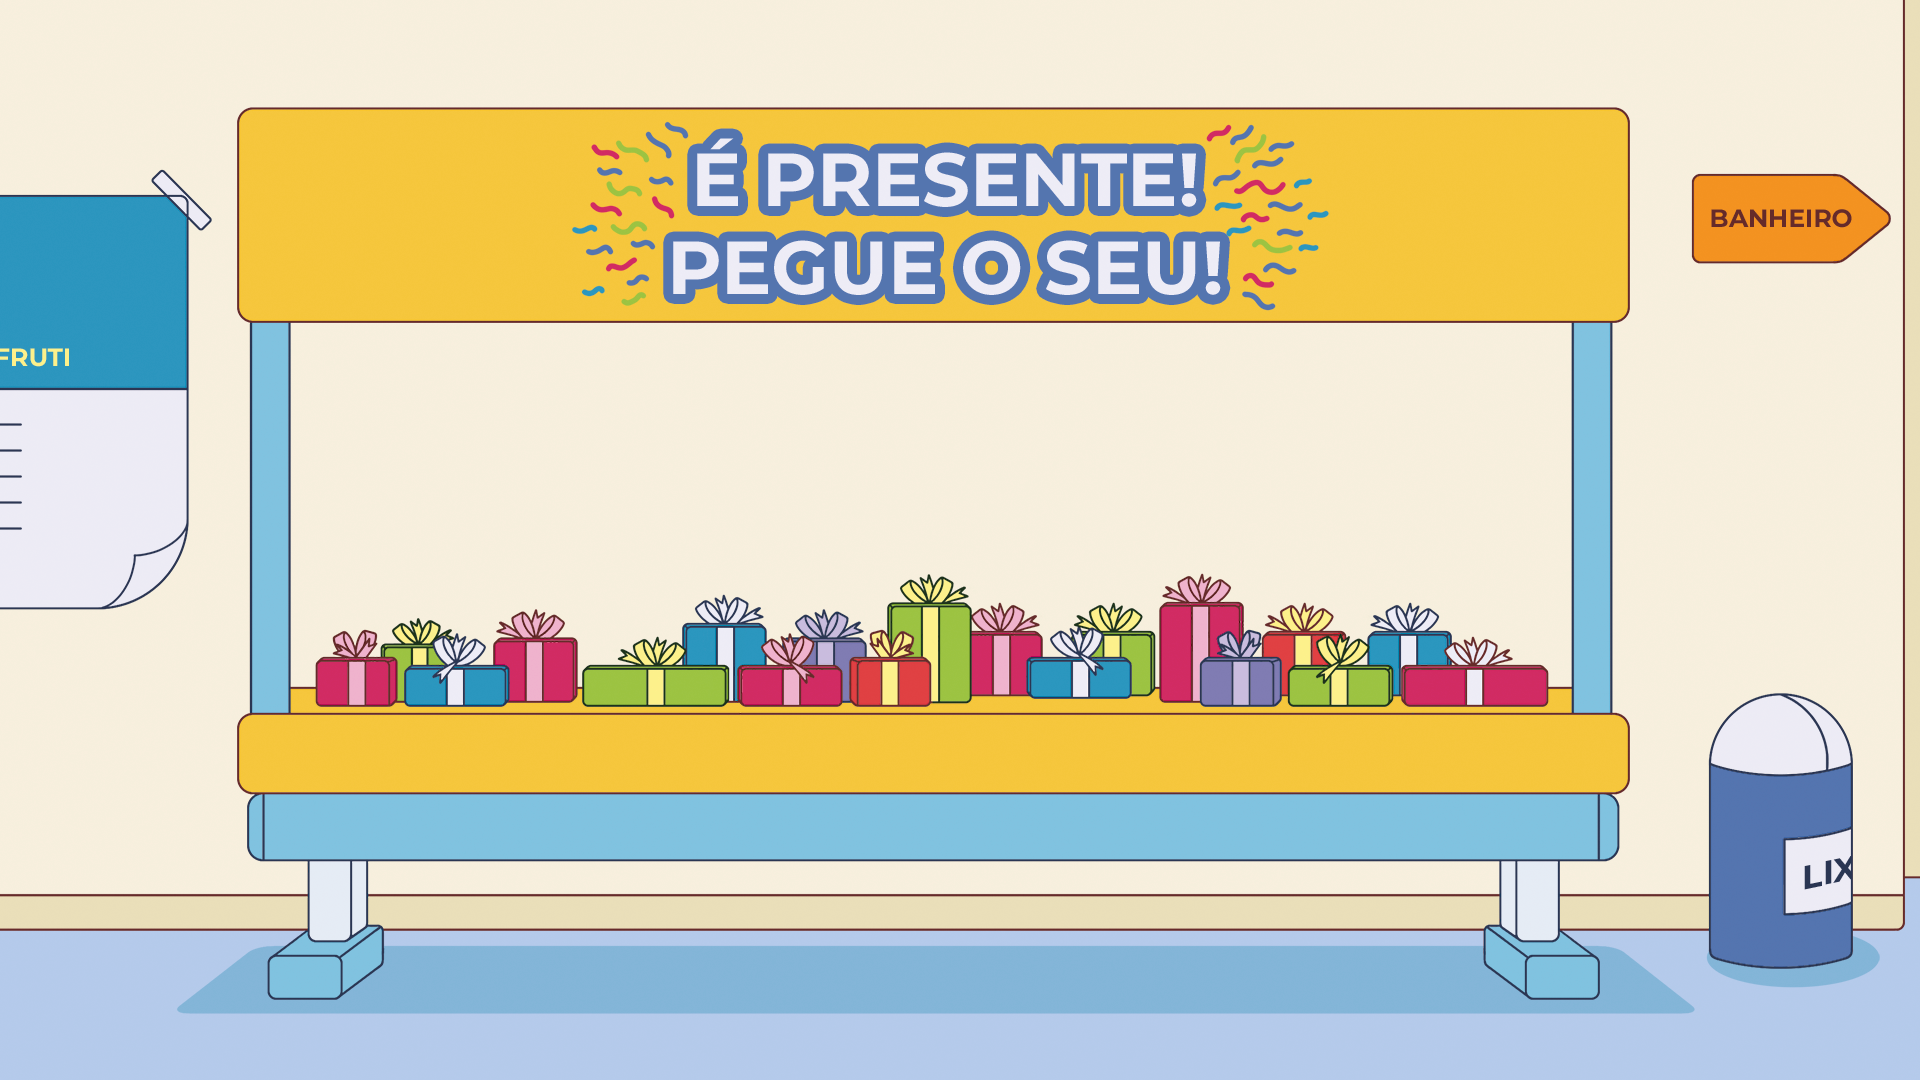 É PRESENTE!
PEGUE O SEU!
BANHEIRO
FRUTI
LIX